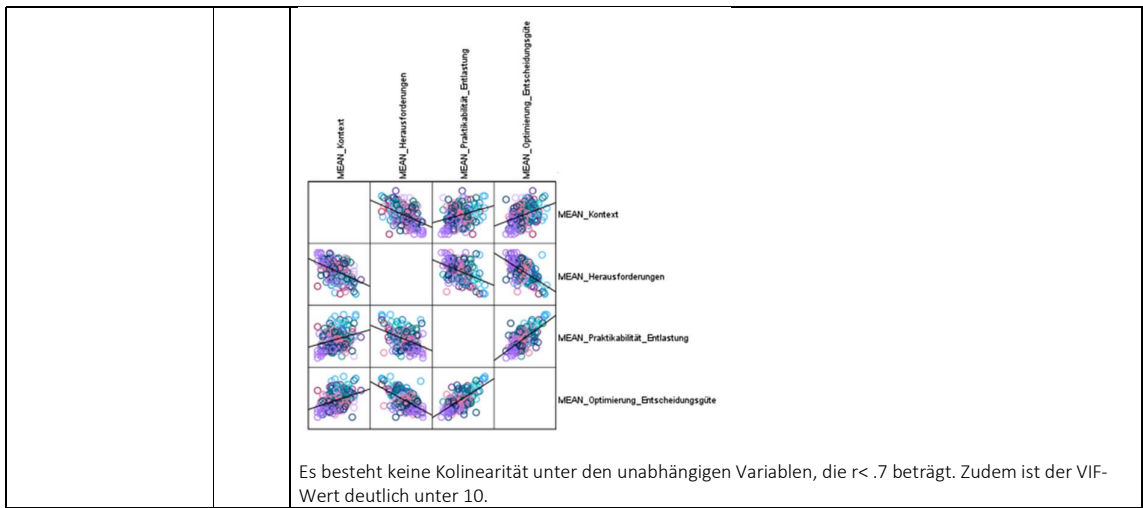 MEAN_Kontext
MEAN_Herausforderungen
MEAN_Praktikabilität_Entlastung
MEAN_Optimierung_Entscheidungsgüte
MEAN_Kontext
MEAN_Herausforderungen
MEAN_Praktikabilität_Entlastung
MEAN_Optimierung_Entscheidungsgüte
Es besteht keine Kolinearität unter den unabhängigen Variablen, die r< .7 beträgt. Zudem ist der VIF-
Wert deutlich unter 10.